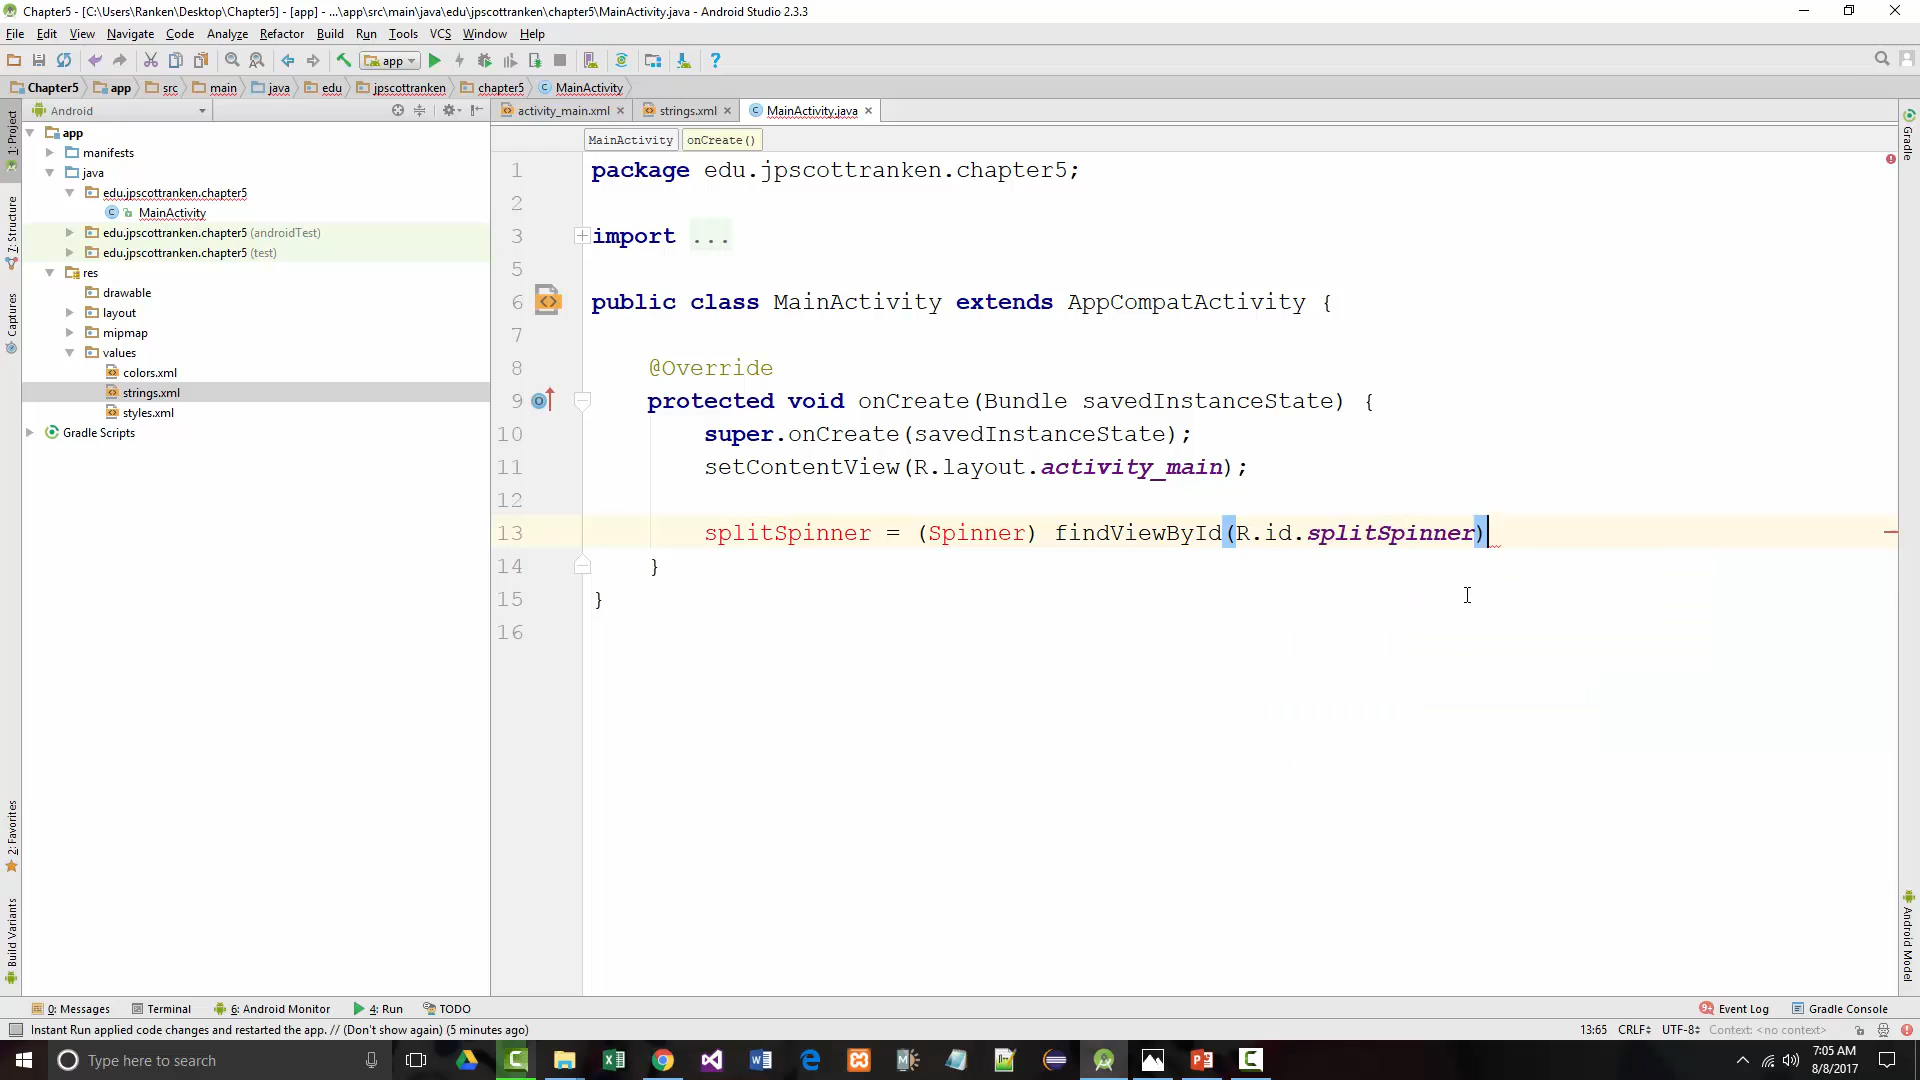 Chapter5 - [C:\Users\Ranken\Desktop\Chapter5] - [app] - ...\app\src\main\java\edu\jpscottranken\chapter5\MainActivity.java - Android Studio 2.3.3
File Edit View Navigate Code Analyze Refactor Build Run Tools VCS Window Help
app
Chapter5 app src main java edu jpscottranken chapter5 MainActivity
Android
activity_main.xml strings.xml MainActivity.java
MainActivity onCreate()
1: Project
7: Structure
Captures
2: Favorites
Build Variants
app
manifests
java
edu.jpscottranken.chapter5
MainActivity
edu.jpscottranken.chapter5 (androidTest)
edu.jpscottranken.chapter5 (test)
res
drawable
layout
mipmap
values
colors.xml
strings.xml
styles.xml
Gradle Scripts
1 package edu.jpscottranken.chapter5;
2
3 import ...
5
6 public class MainActivity extends AppCompatActivity {
7
8 @Override
9 protected void onCreate(Bundle savedInstanceState) {
10 super.onCreate(savedInstanceState);
11 setContentView(R.layout.activity_main);
12
13 splitSpinner = (Spinner) findViewById(R.id.splitSpinner)
14 }
15 }
16
Gradle
Android Model
0: Messages Terminal 6: Android Monitor 4: Run TODO Event Log Gradle Console
Instant Run applied code changes and restarted the app. // (Don't show again) (5 minutes ago) 13:65 CRLF UTF-8 Context: <no context>
Type here to search
7:05 AM
8/8/2017